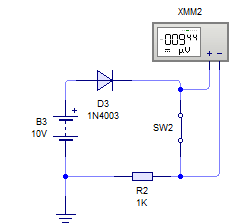 XMM2
-00944
μV
+ −
D3
1N4003
+
B3
10V
SW2
R2
1K